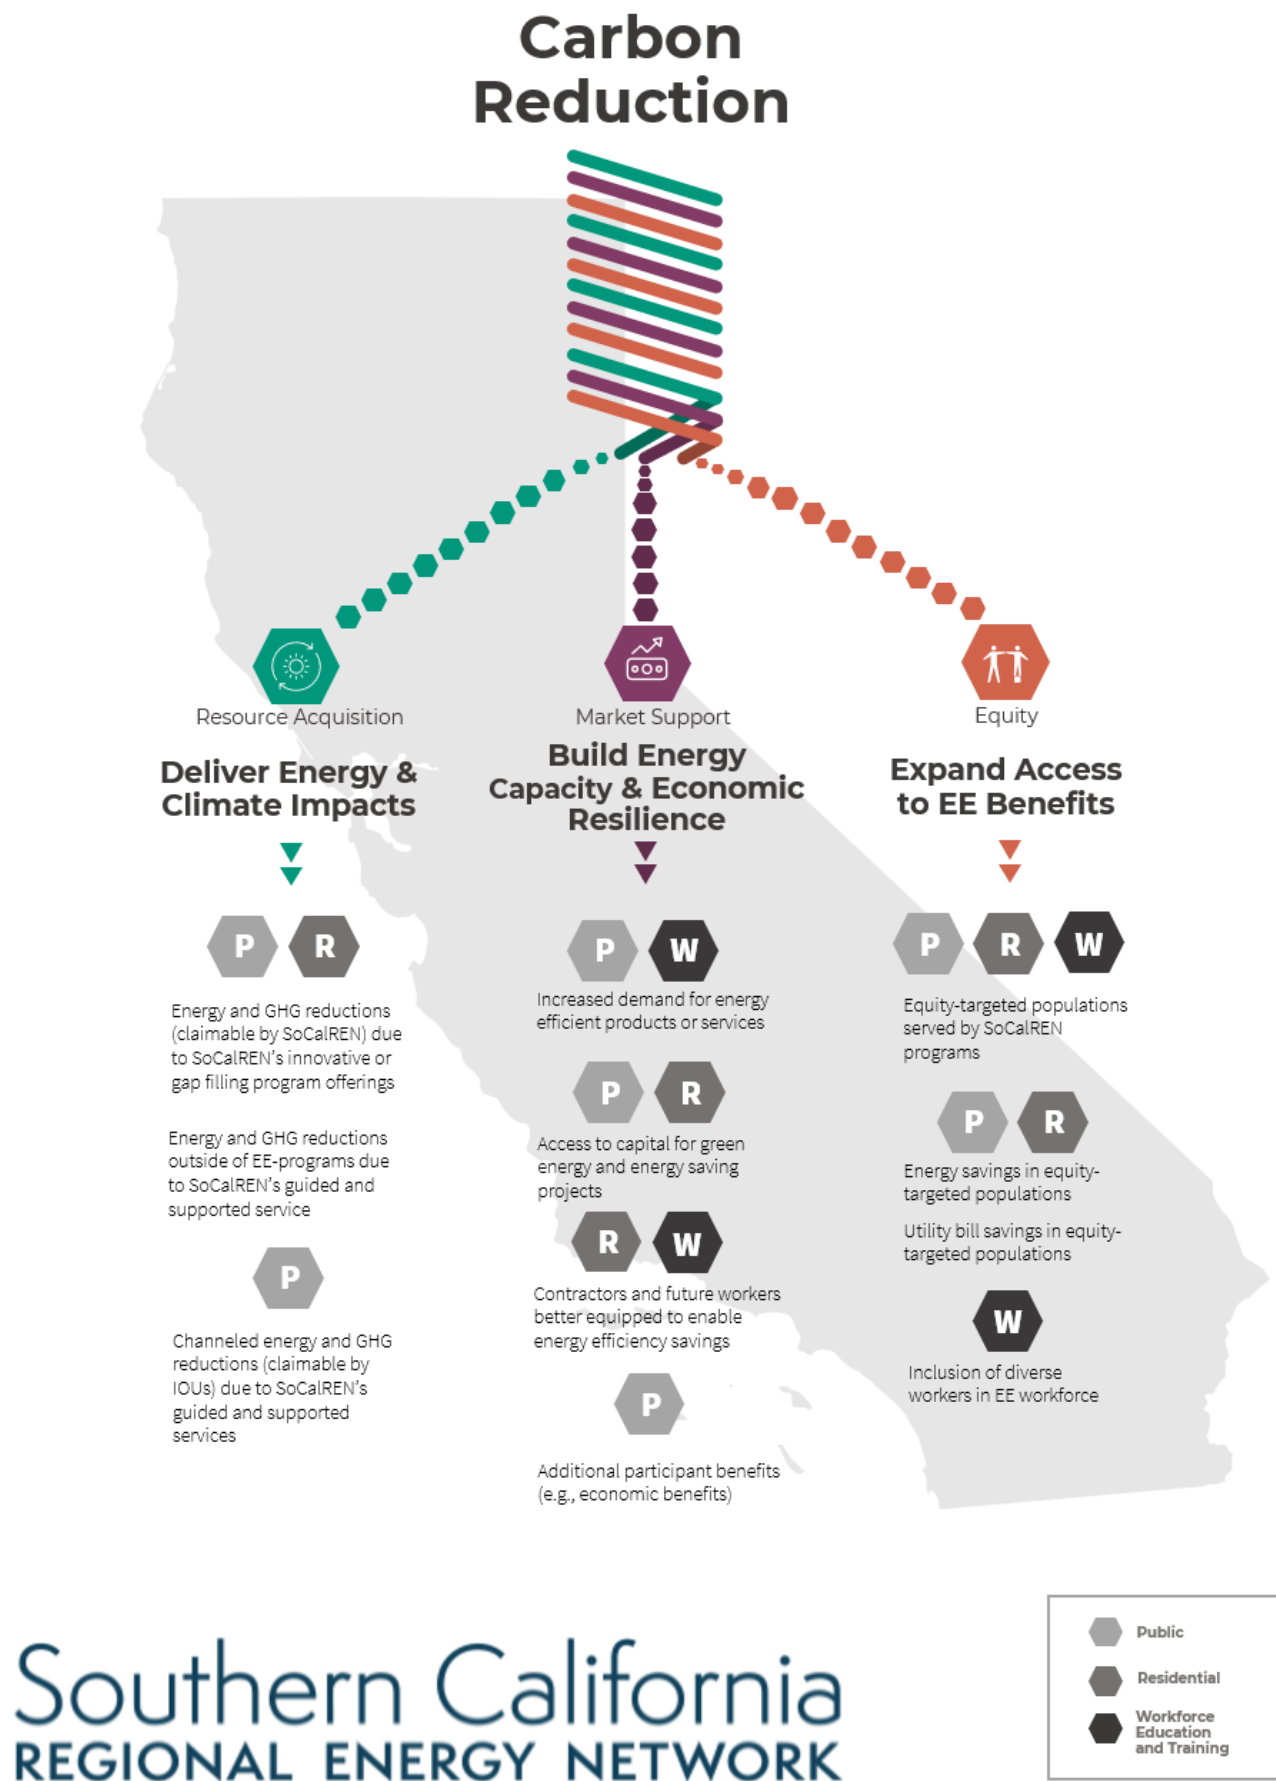 Carbon
Reduction
Resource Acquisition
Deliver Energy &
Climate Impacts
P R
Energy and GHG reductions
(claimable by SoCalREN) due
to SoCalREN's innovative or
gap filling program offerings
Energy and GHG reductions
outside of EE-programs due
to SoCalREN's guided and
supported service
P
Channeled energy and GHG
reductions (claimable by
IOUs) due to SoCalREN's
guided and supported
services
Market Support
Build Energy
Capacity & Economic
Resilience
P W
Increased demand for energy
efficient products or services
P R
Access to capital for green
energy and energy saving
projects
R W
Contractors and future workers
better equipped to enable
energy efficiency savings
P
Additional participant benefits
(e.g., economic benefits)
Equity
Expand Access
to EE Benefits
P R W
Equity-targeted populations
served by SoCalREN
programs
P R
Energy savings in equity-
targeted populations
Utility bill savings in equity-
targeted populations
W
Inclusion of diverse
workers in EE workforce
Southern California
REGIONAL ENERGY NETWORK
Public
Residential
Workforce
Education
and Training